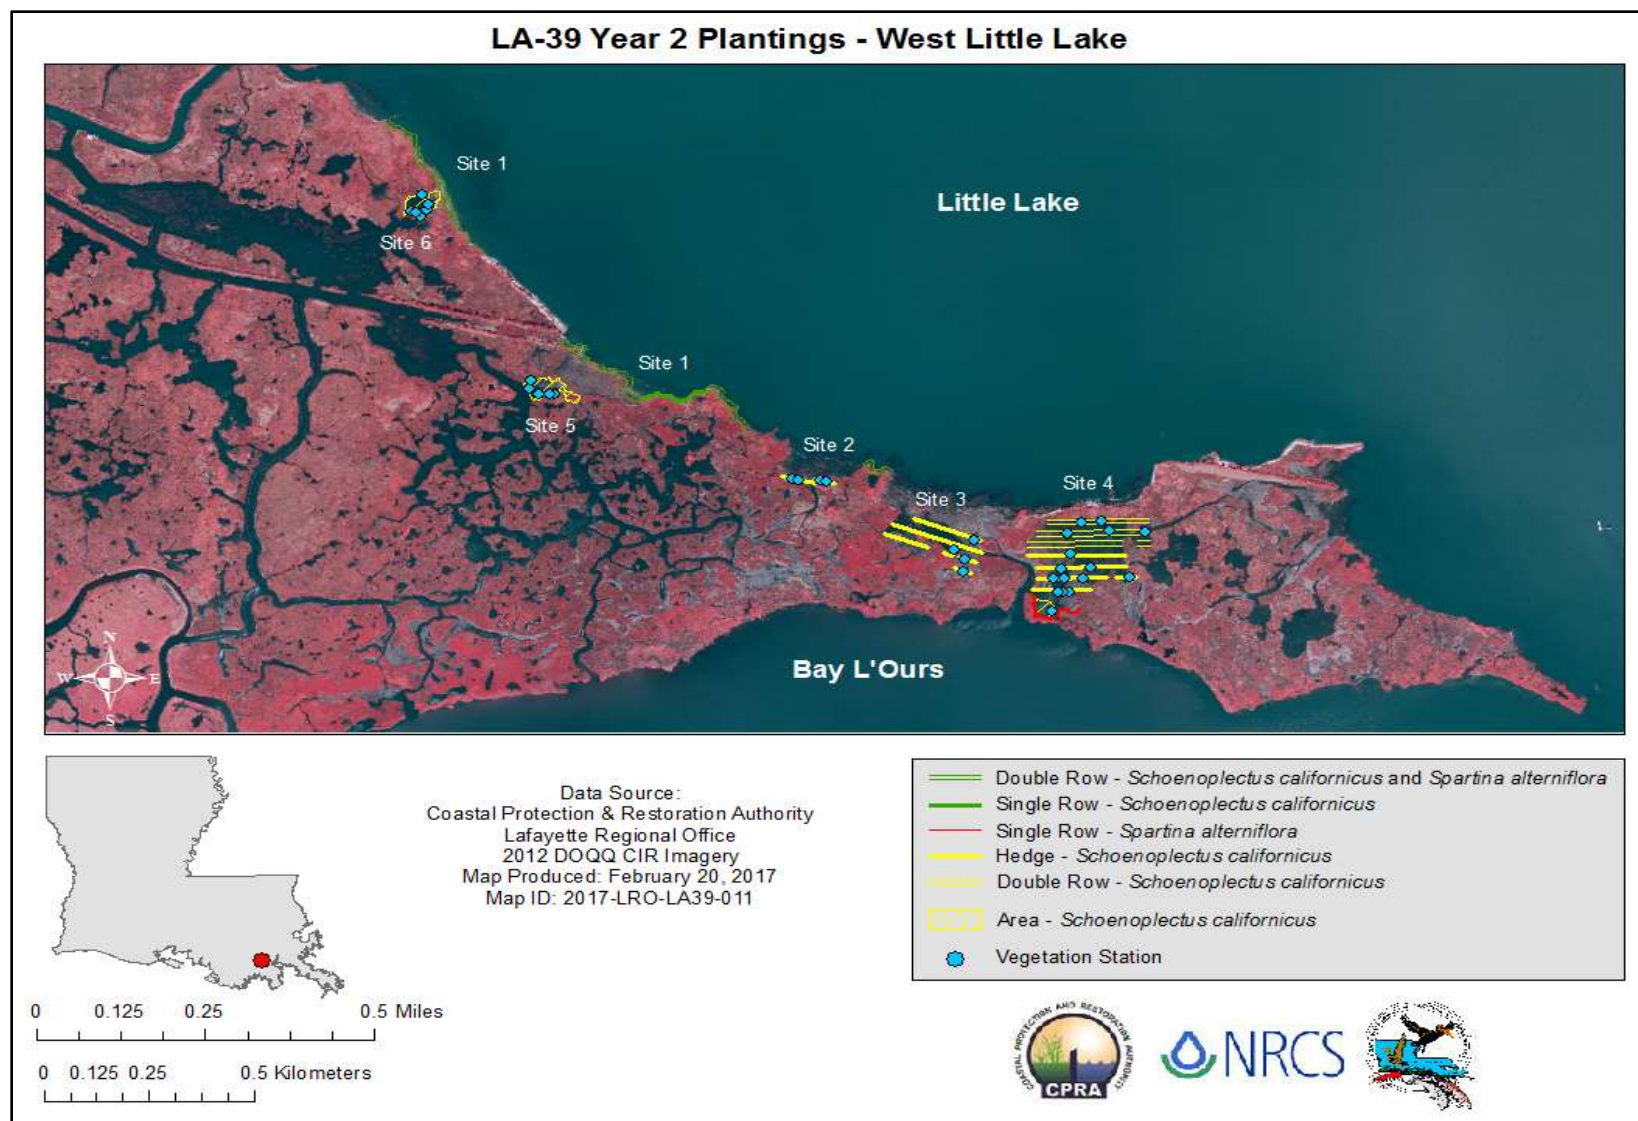 LA-39 Year 2 Plantings - West Little Lake
Site 1
Little Lake
Site 6
Site 1
Site 5
Site 2
Site 3
Site 4
Bay L'Ours
N
W E
S
Data Source:
Coastal Protection & Restoration Authority
Lafayette Regional Office
2012 DOQQ CIR Imagery
Map Produced: February 20, 2017
Map ID: 2017-LRO-LA39-011
Double Row - Schoenoplectus californicus and Spartina alterniflora
Single Row - Schoenoplectus californicus
Single Row - Spartina alterniflora
Hedge - Schoenoplectus californicus
Double Row - Schoenoplectus californicus
Area - Schoenoplectus californicus
Vegetation Station
0 0.125 0.25 0.5 Miles
0 0.125 0.25 0.5 Kilometers
COASTAL PROTECTION AND RESTORATION AUTHORITY
CPRA
NRCS